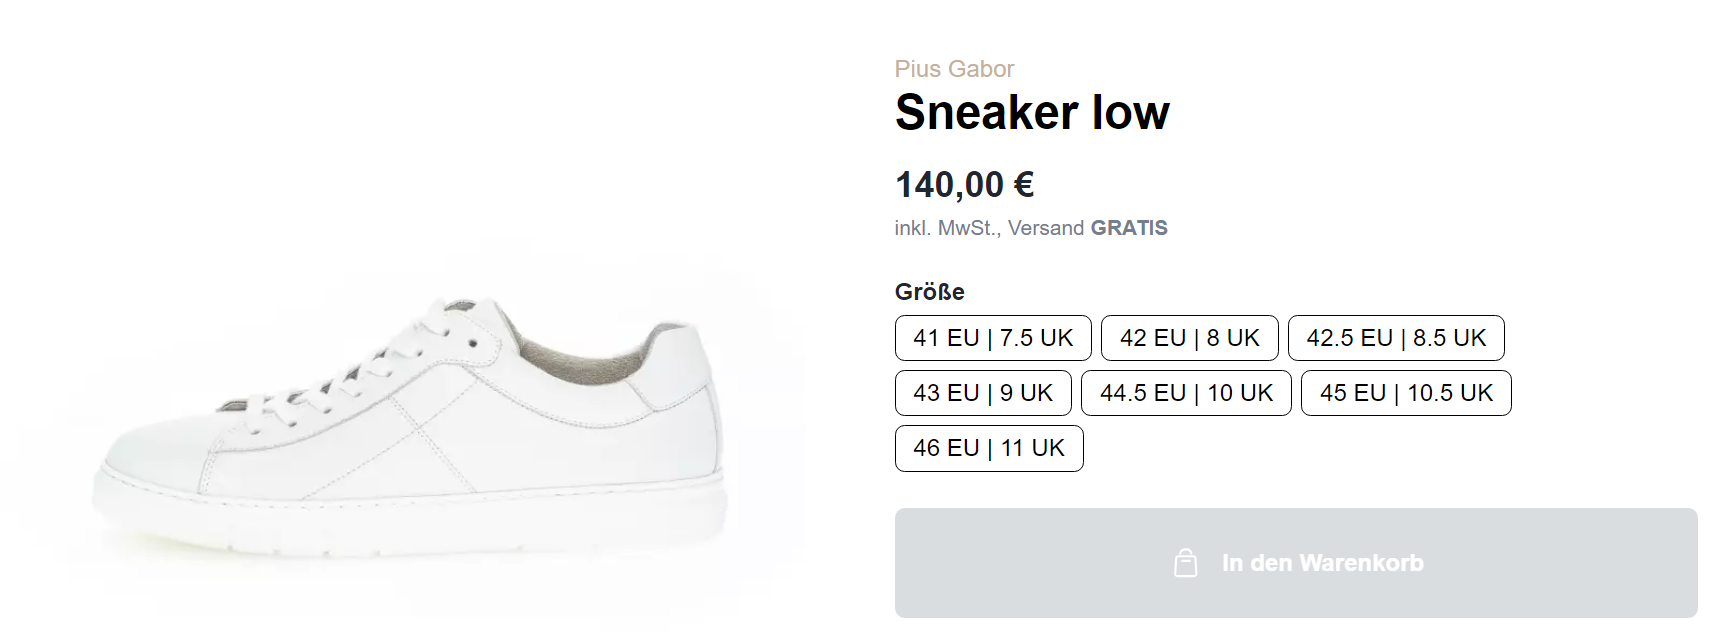 Pius Gabor
Sneaker low
140,00 €
inkl. MwSt., Versand GRATIS
Größe
41 EU | 7.5 UK
42 EU | 8 UK
42.5 EU | 8.5 UK
43 EU | 9 UK
44.5 EU | 10 UK
45 EU | 10.5 UK
46 EU | 11 UK
In den Warenkorb